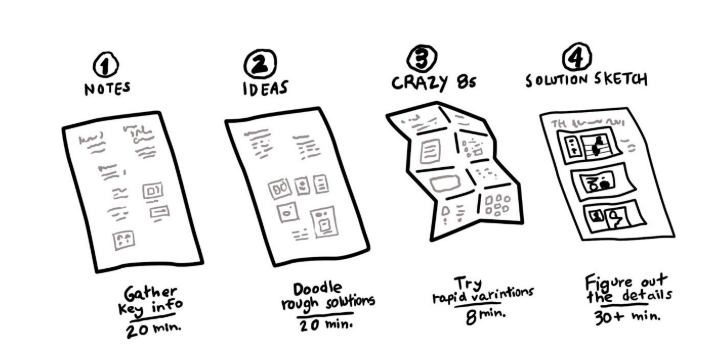 1
NOTES
Gather
key info
20 min.
2
IDEAS
Doodle
rough solutions
20 min.
3
CRAZY 8s
Try
rapid varintions
8 min.
4
SOLUTION SKETCH
Figure out
the details
30+ min.